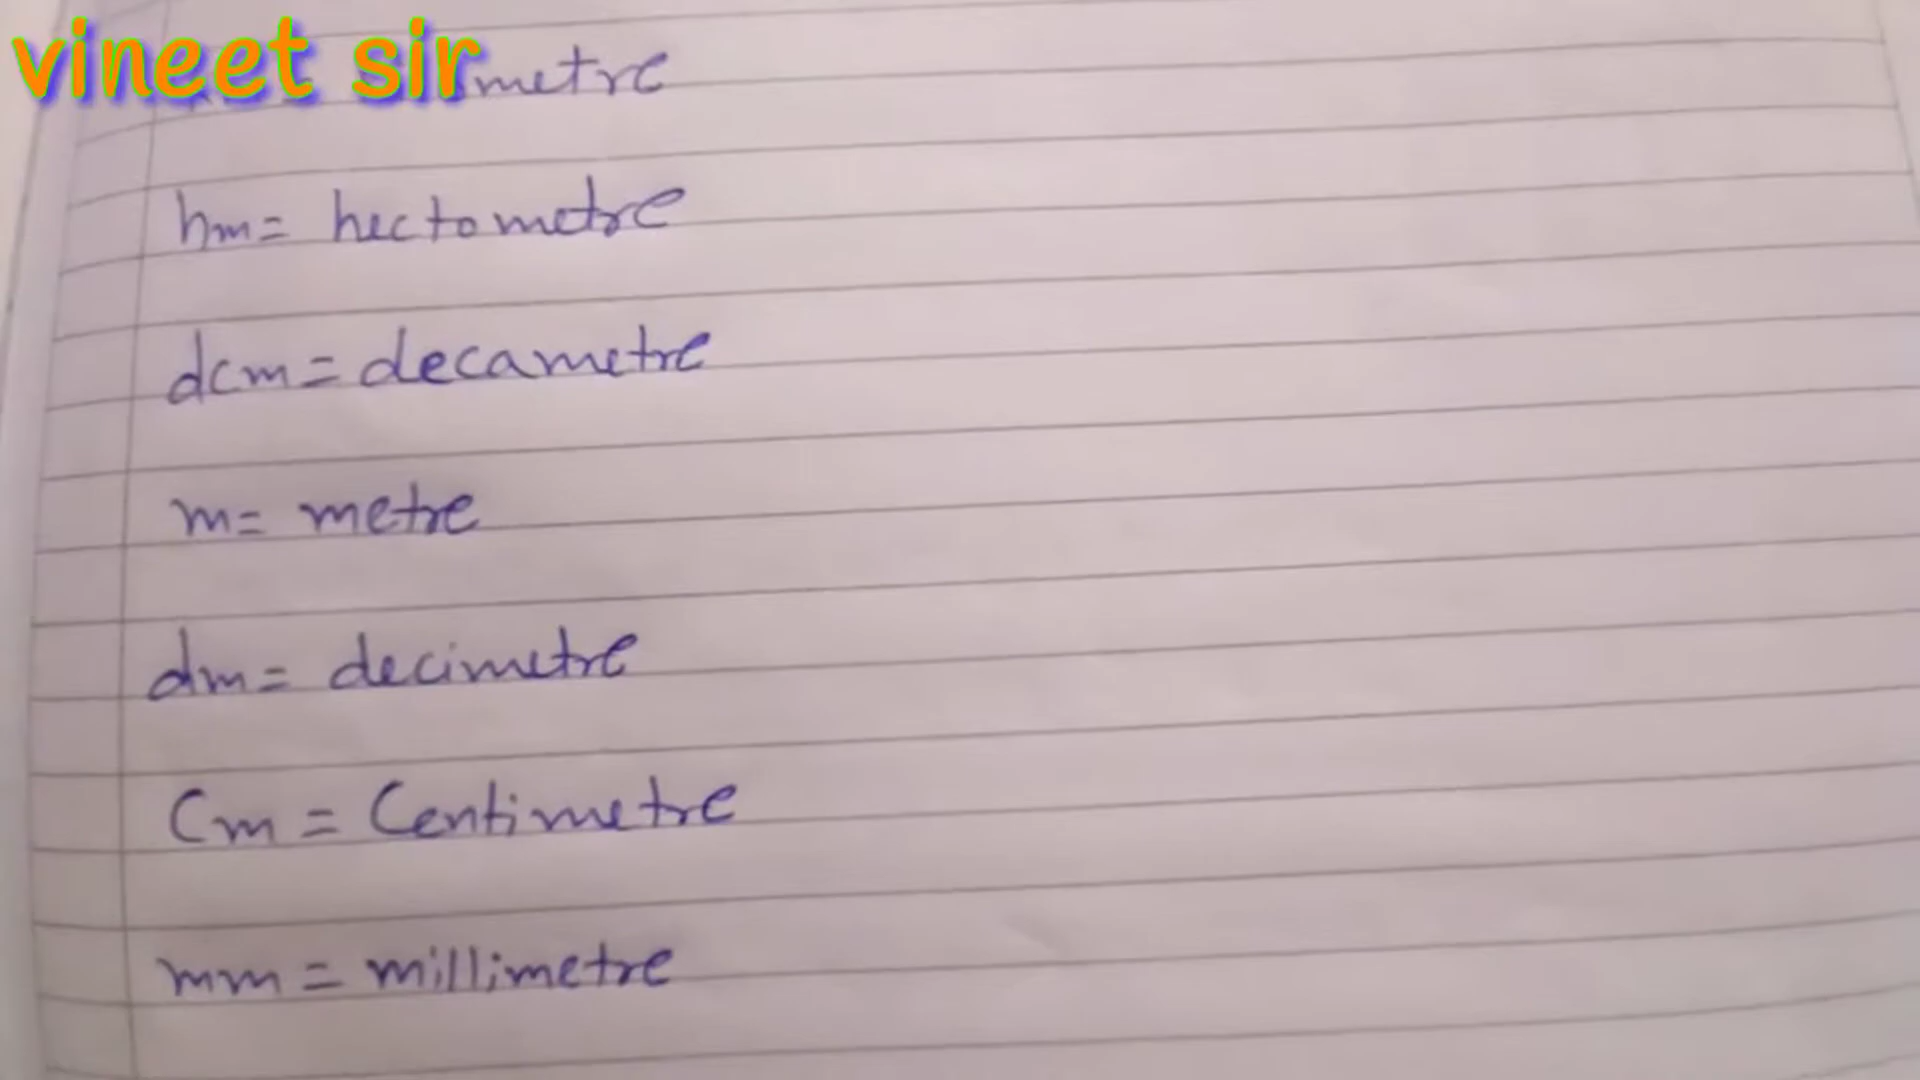 vineet sir
metre
hm = hectometre
dcm = decametre
m = metre
dm = decimetre
Cm = Centimetre
mm = millimetre